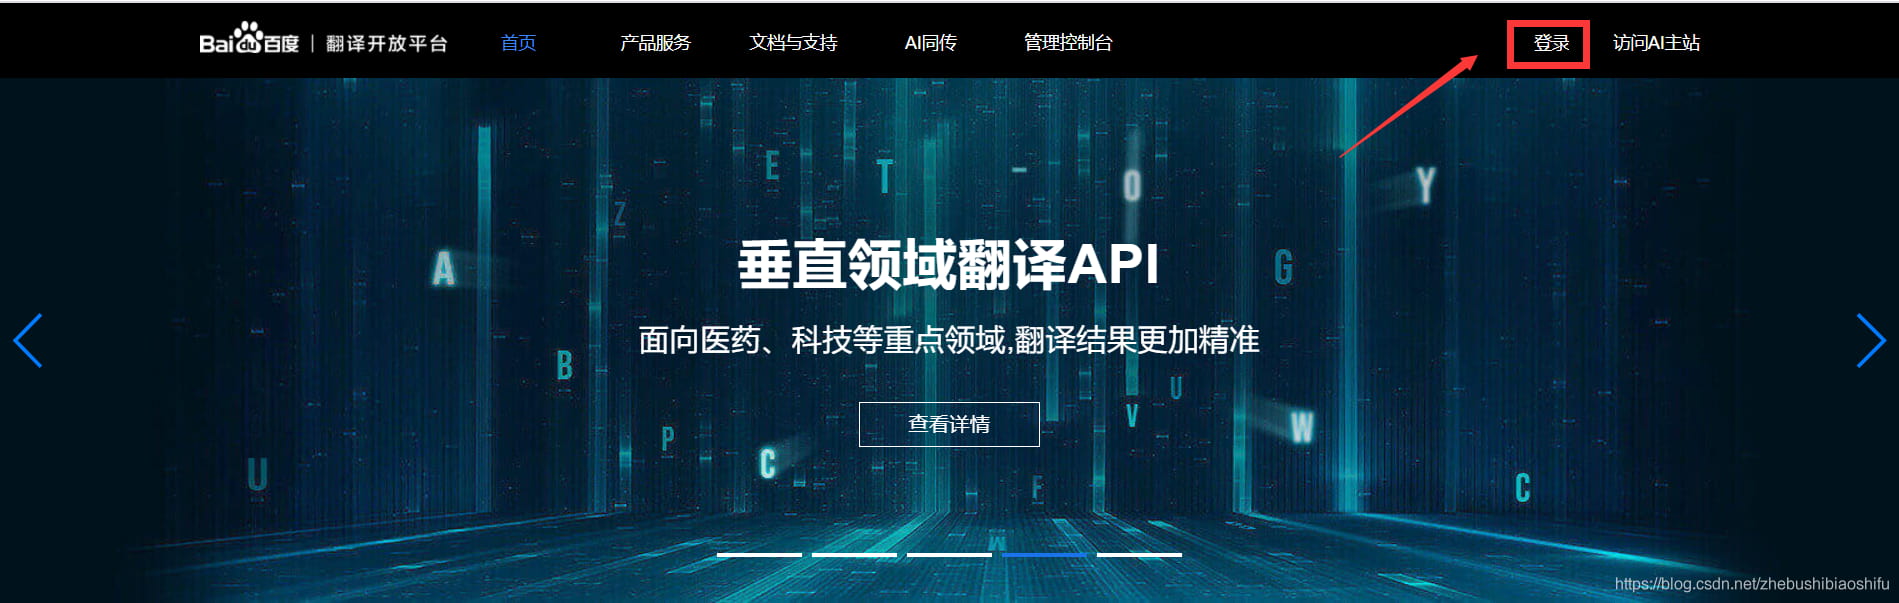 Bai du 百度 | 翻译开放平台 首页 产品服务 文档与支持 AI同传 管理控制台 登录 访问AI主站
E T - O Y
Z
A 垂直领域翻译API G
面向医药、科技等重点领域,翻译结果更加精准
B U
查看详情 V W
P C
U F C
M
https://blog.csdn.net/zhebushibiaoshifu